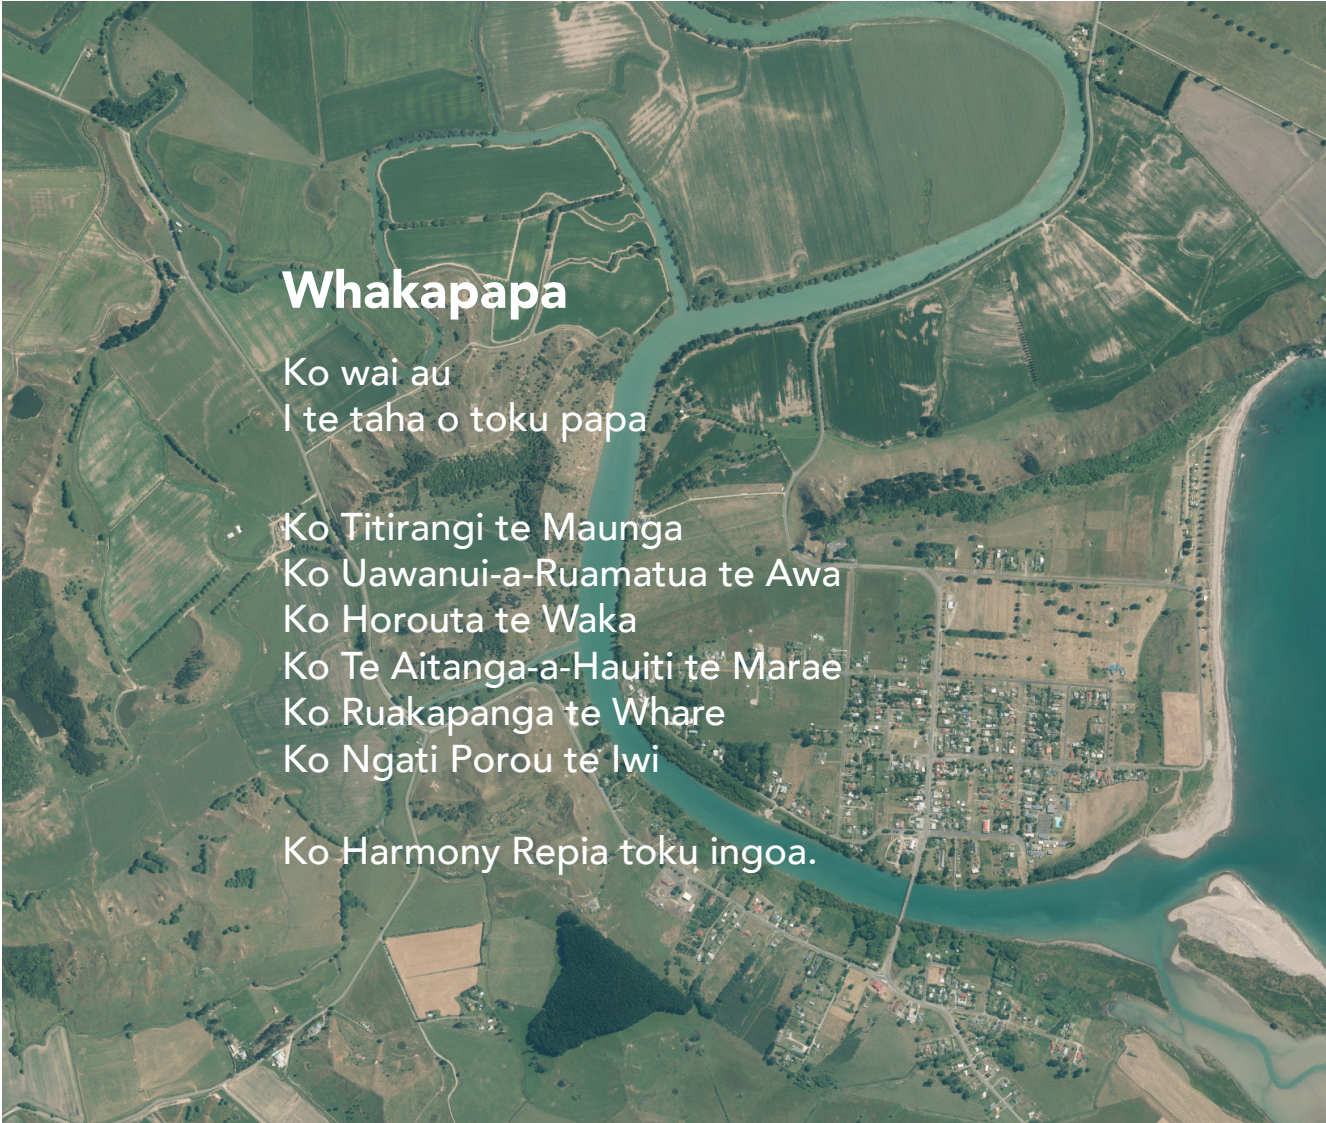 Whakapapa
Ko wai au
I te taha o toku papa
Ko Titirangi te Maunga
Ko Uawanui-a-Ruamatua te Awa
Ko Horouta te Waka
Ko Te Aitanga-a-Hauiti te Marae
Ko Ruakapanga te Whare
Ko Ngati Porou te Iwi
Ko Harmony Repia toku ingoa.